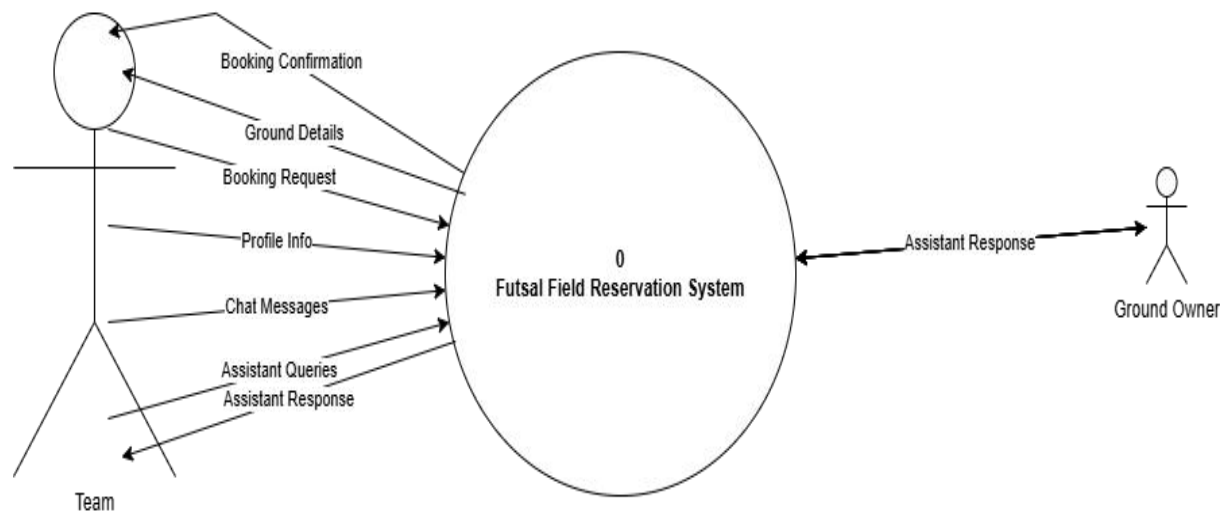 Booking Confirmation
Ground Details
Booking Request
Profile Info
Chat Messages
Assistant Queries
Assistant Response
Team
0
Futsal Field Reservation System
Assistant Response
Ground Owner